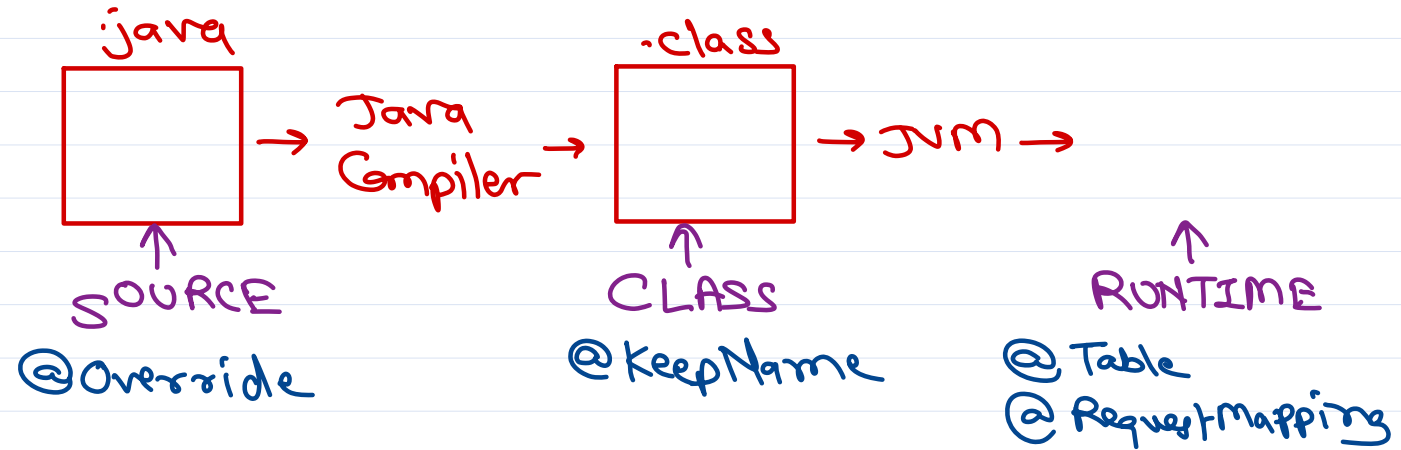 .java
.class
Java
Compiler
JVM
SOURCE
CLASS
RUNTIME
@Override
@KeepName
@Table
@RequestMapping